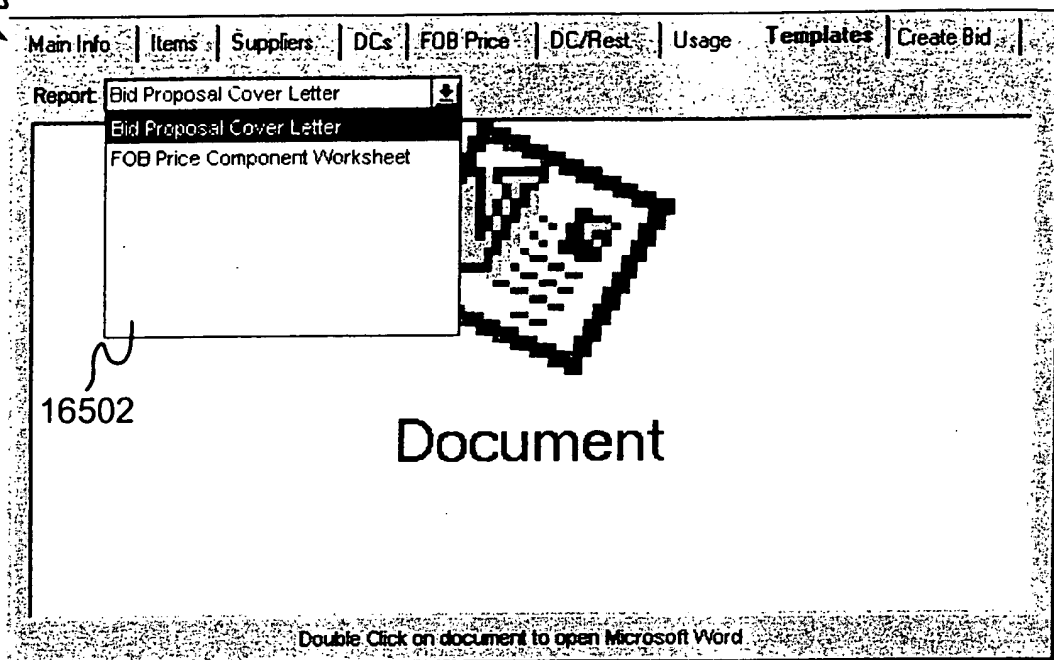 Main Info Items Suppliers DCs FOB Price DC/Rest. Usage Templates Create Bid
Report: Bid Proposal Cover Letter
Bid Proposal Cover Letter
FOB Price Component Worksheet
16502
Document
Double Click on document to open Microsoft Word